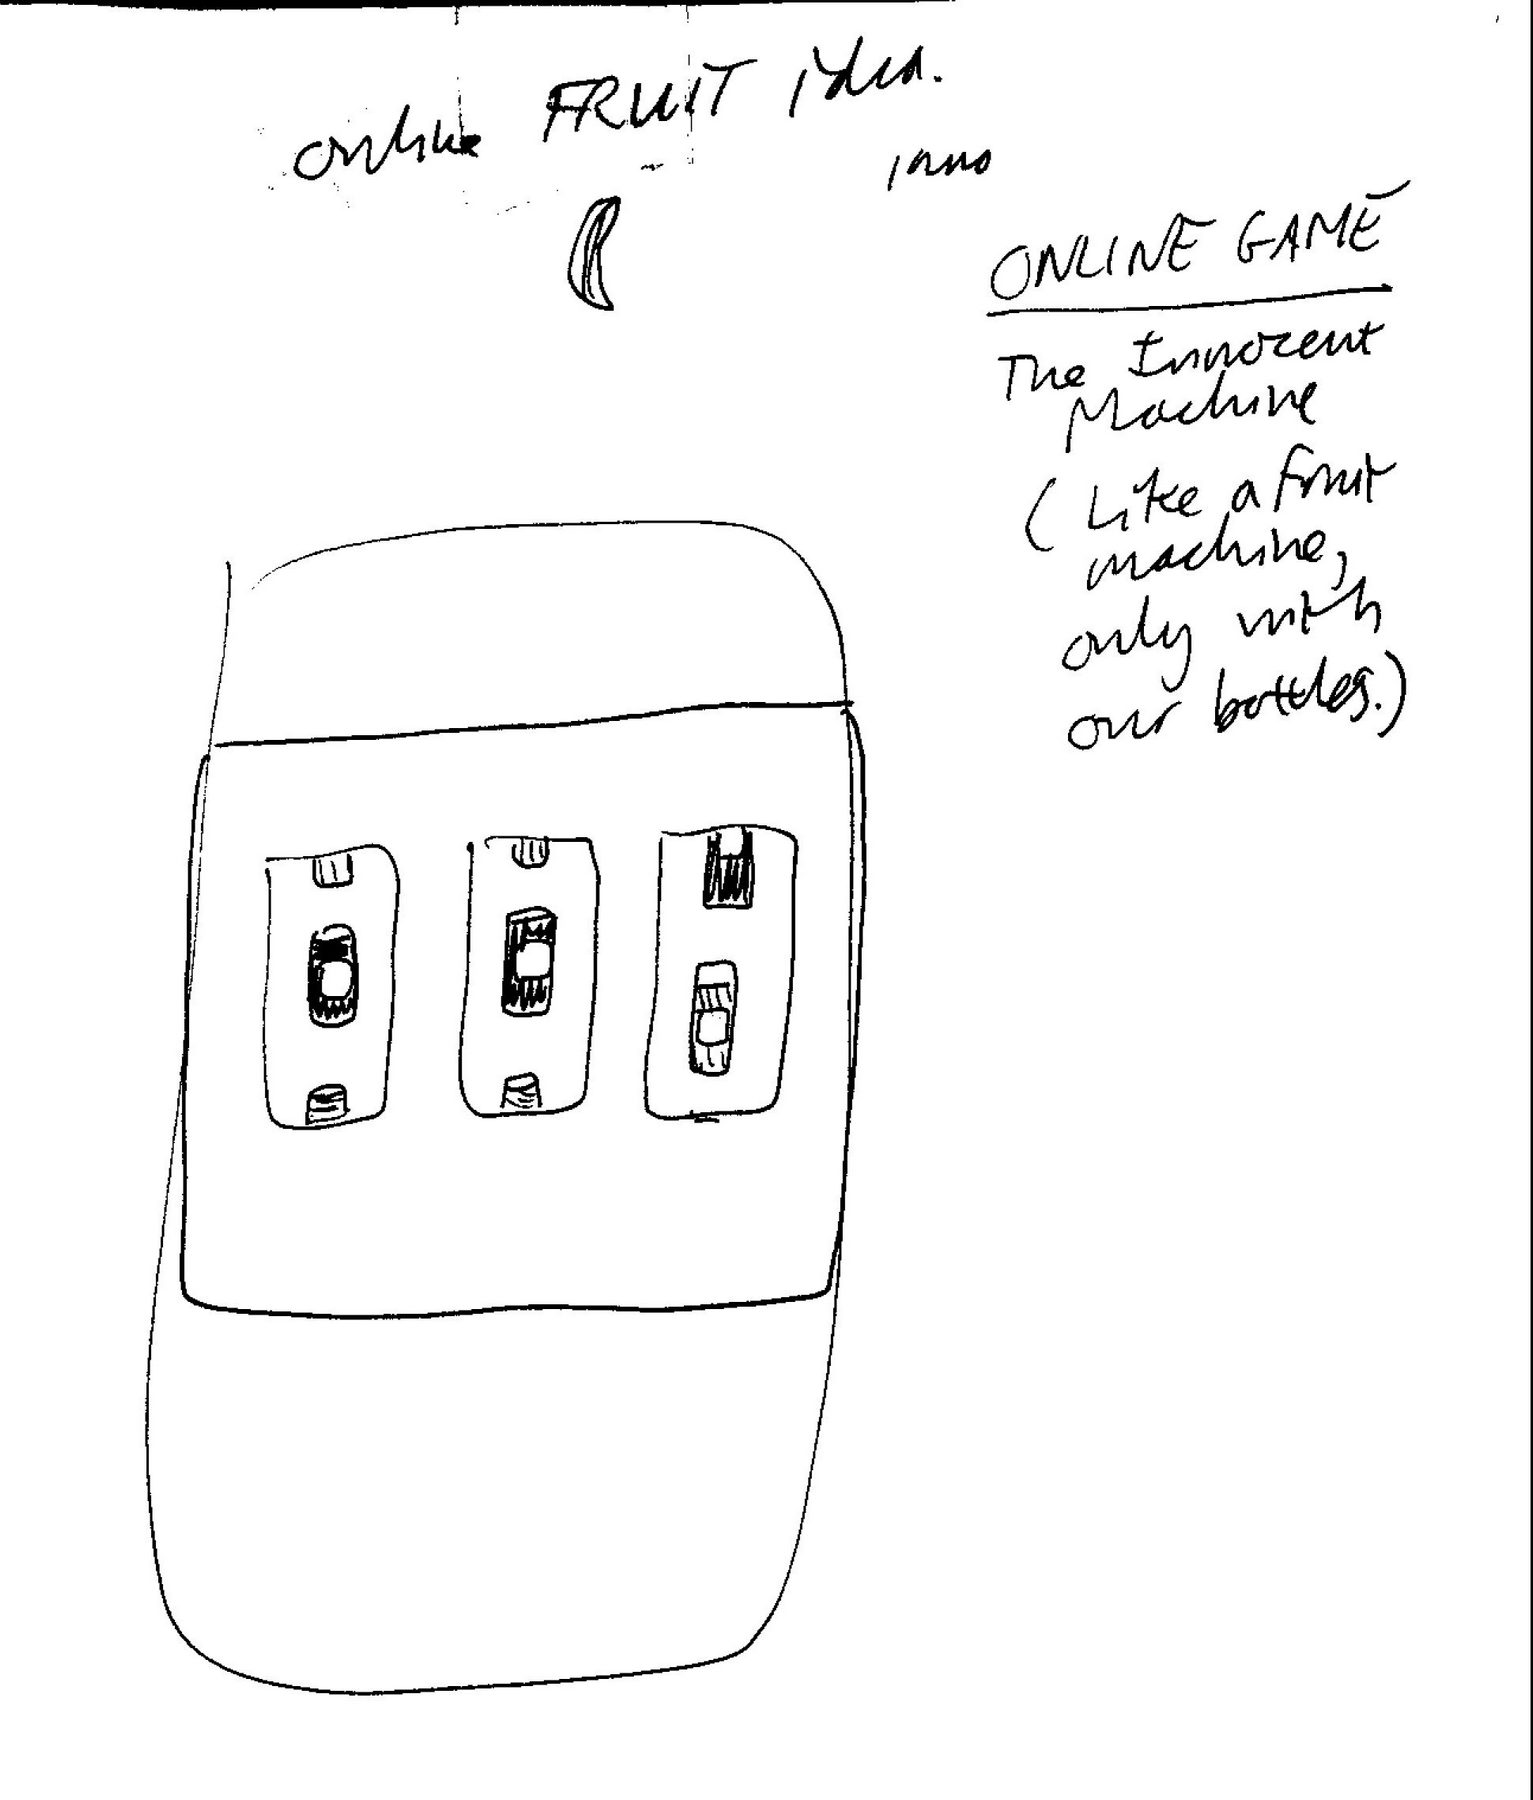 online FRUIT idea.
inno
ONLINE GAME
The Innocent
Machine
(Like a fruit
machine,
only with
our bottles.)